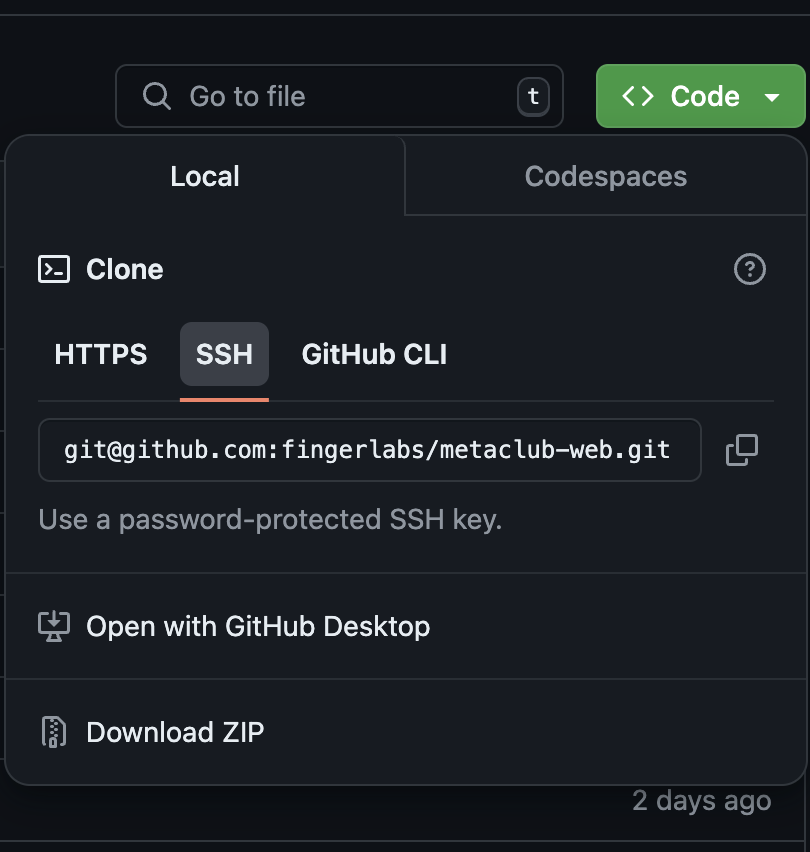 Go to file
t
<> Code
Local
Codespaces
Clone
HTTPS
SSH
GitHub CLI
git@github.com:fingerlabs/metaclub-web.git
Use a password-protected SSH key.
Open with GitHub Desktop
Download ZIP
2 days ago